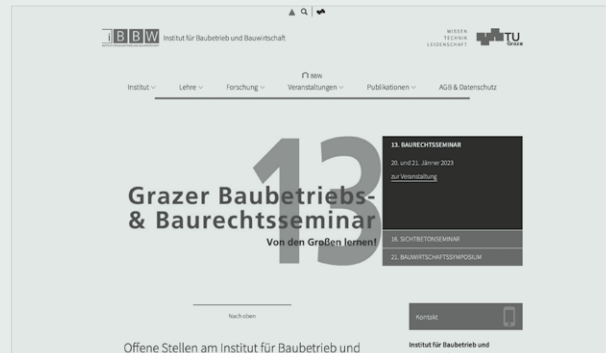 iBBW Institut für Baubetrieb und Bauwirtschaft
WISSEN
TECHNIK
LEIDENSCHAFT
TU
Graz
BBW
Institut Lehre Forschung Veranstaltungen Publikationen AGB & Datenschutz
13
Grazer Baubetriebs-
& Baurechtsseminar
Von den Großen lernen!
13. BAURECHTSSEMINAR
20. und 21. Jänner 2023
zur Veranstaltung
16. SICHTBETONSEMINAR
21. BAUWIRTSCHAFTSSYMPOSIUM
Nach oben
Kontakt
Offene Stellen am Institut für Baubetrieb und
Institut für Baubetrieb und